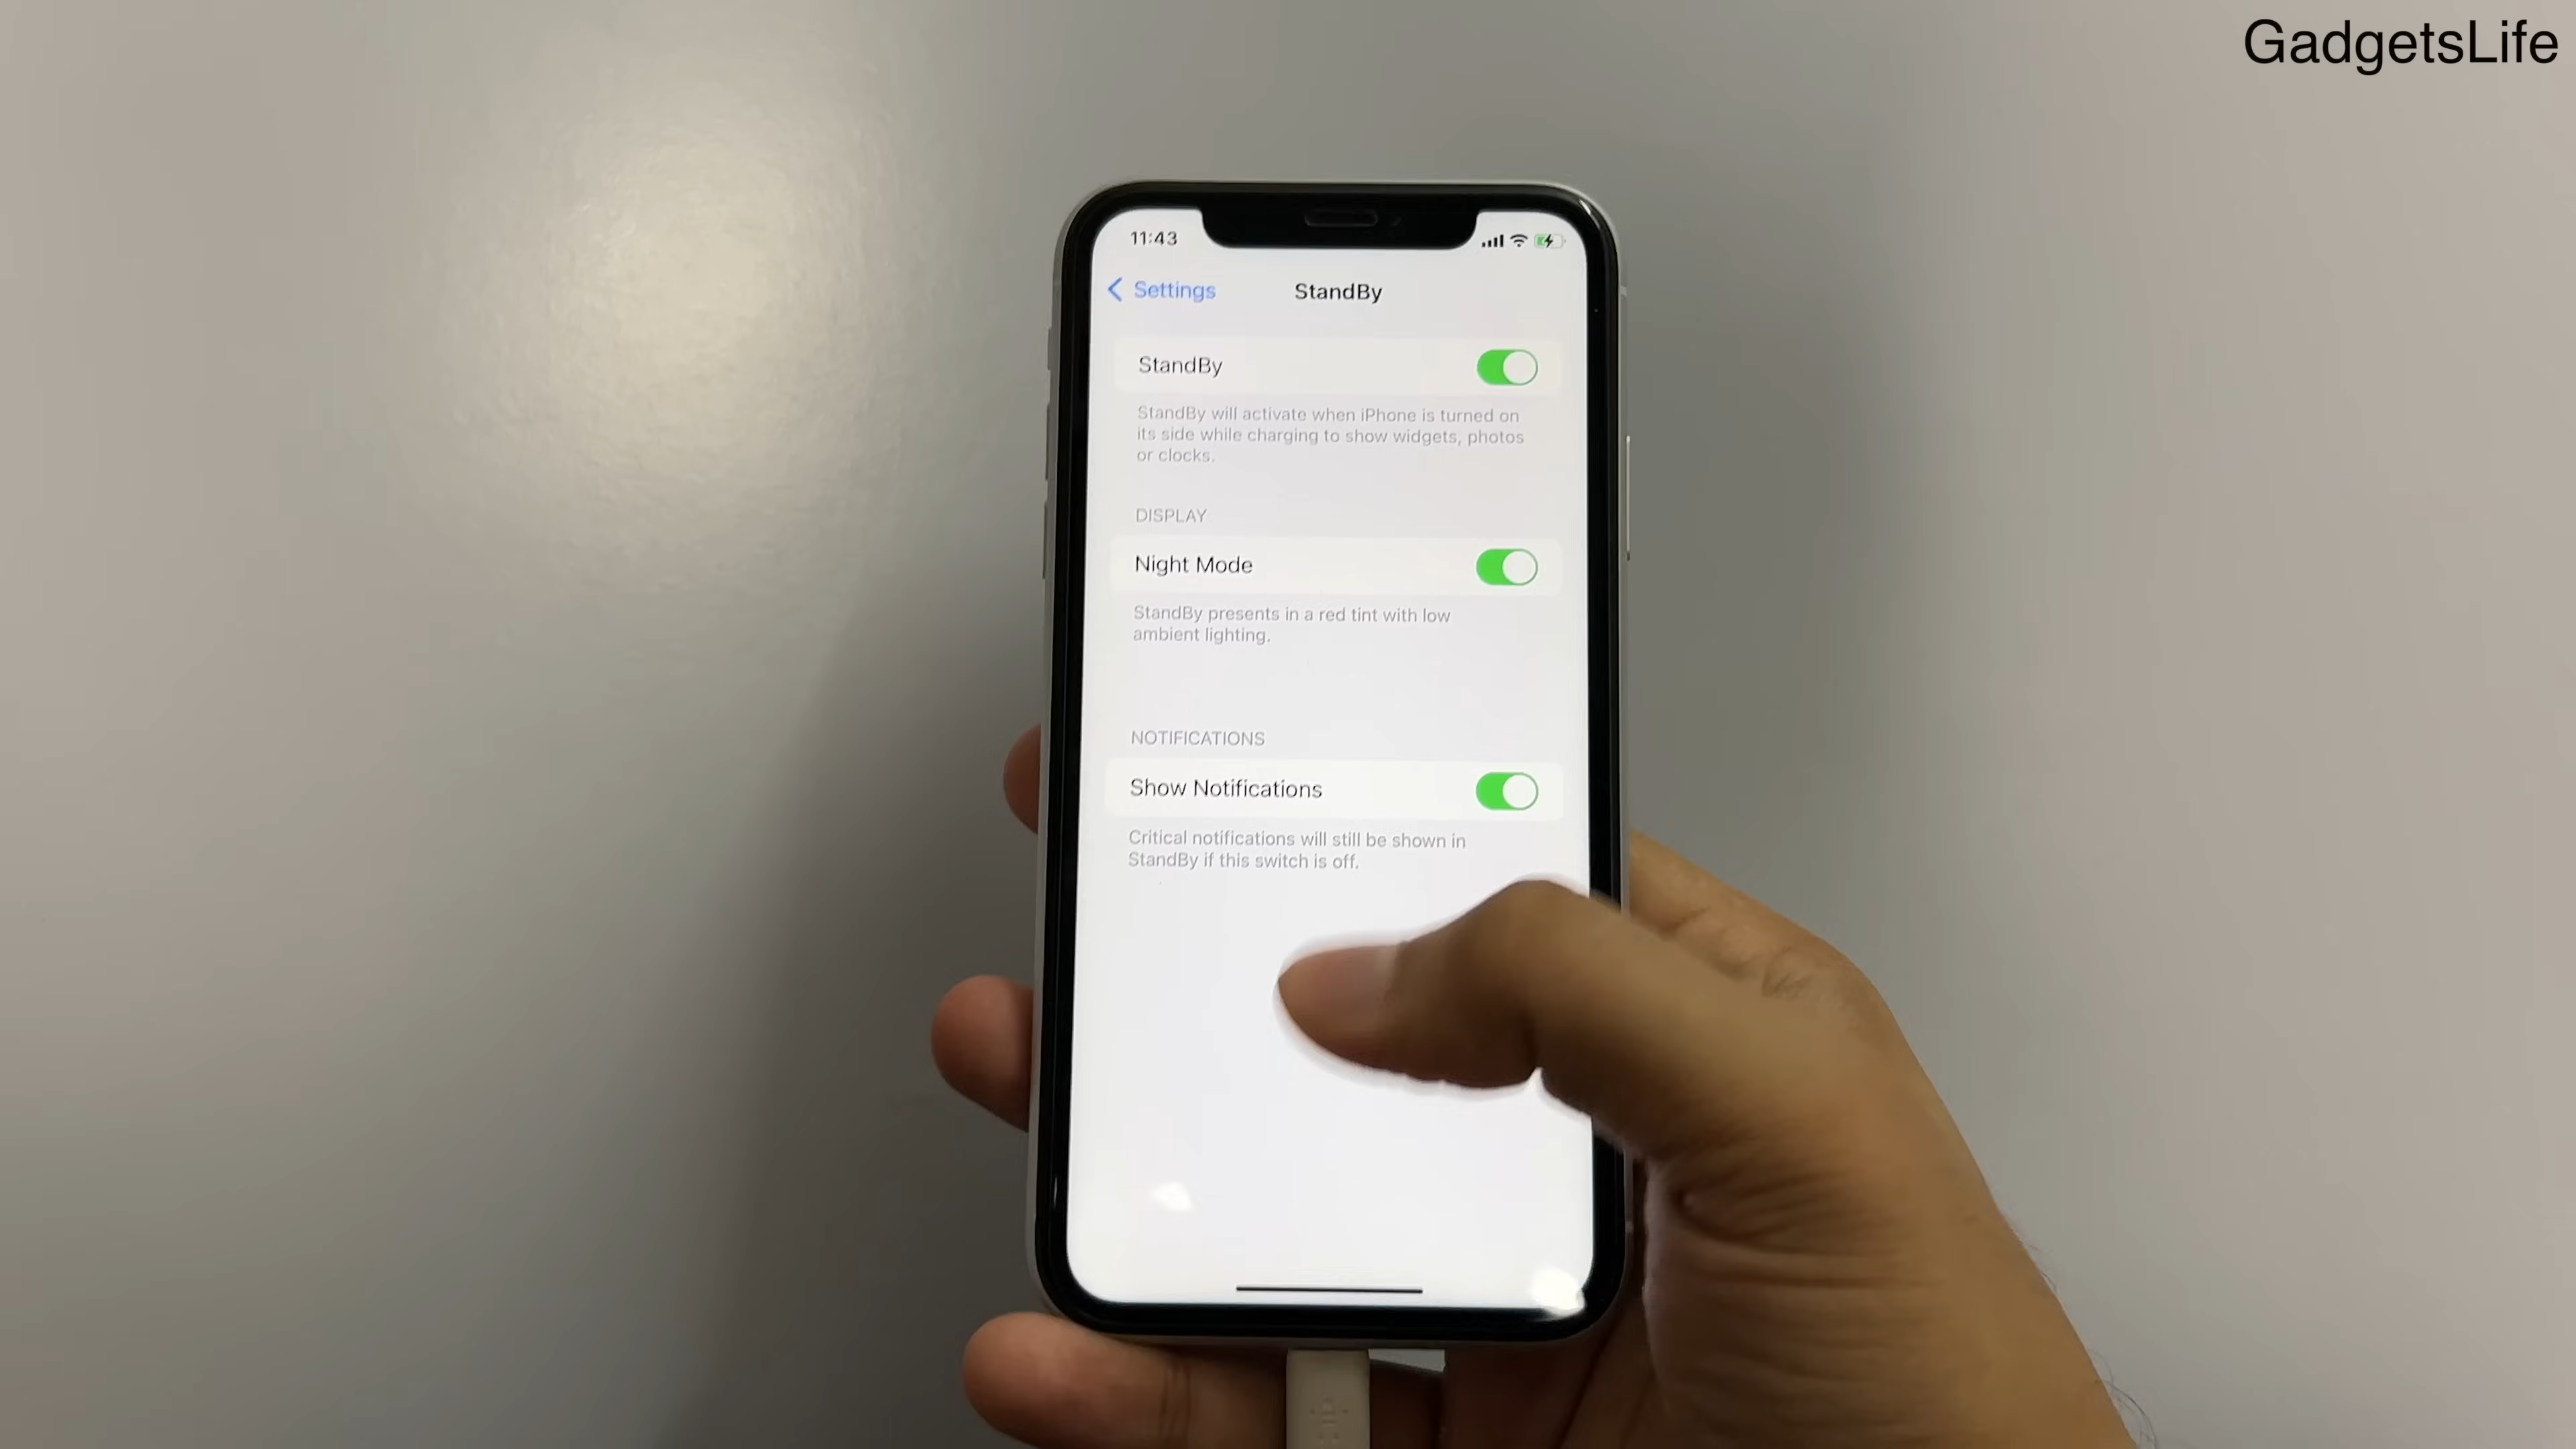 GadgetsLife
11:43
Settings
StandBy
StandBy
StandBy will activate when iPhone is turned on
its side while charging to show widgets, photos
or clocks.
DISPLAY
Night Mode
StandBy presents in a red tint with low
ambient lighting.
NOTIFICATIONS
Show Notifications
Critical notifications will still be shown in
StandBy if this switch is off.